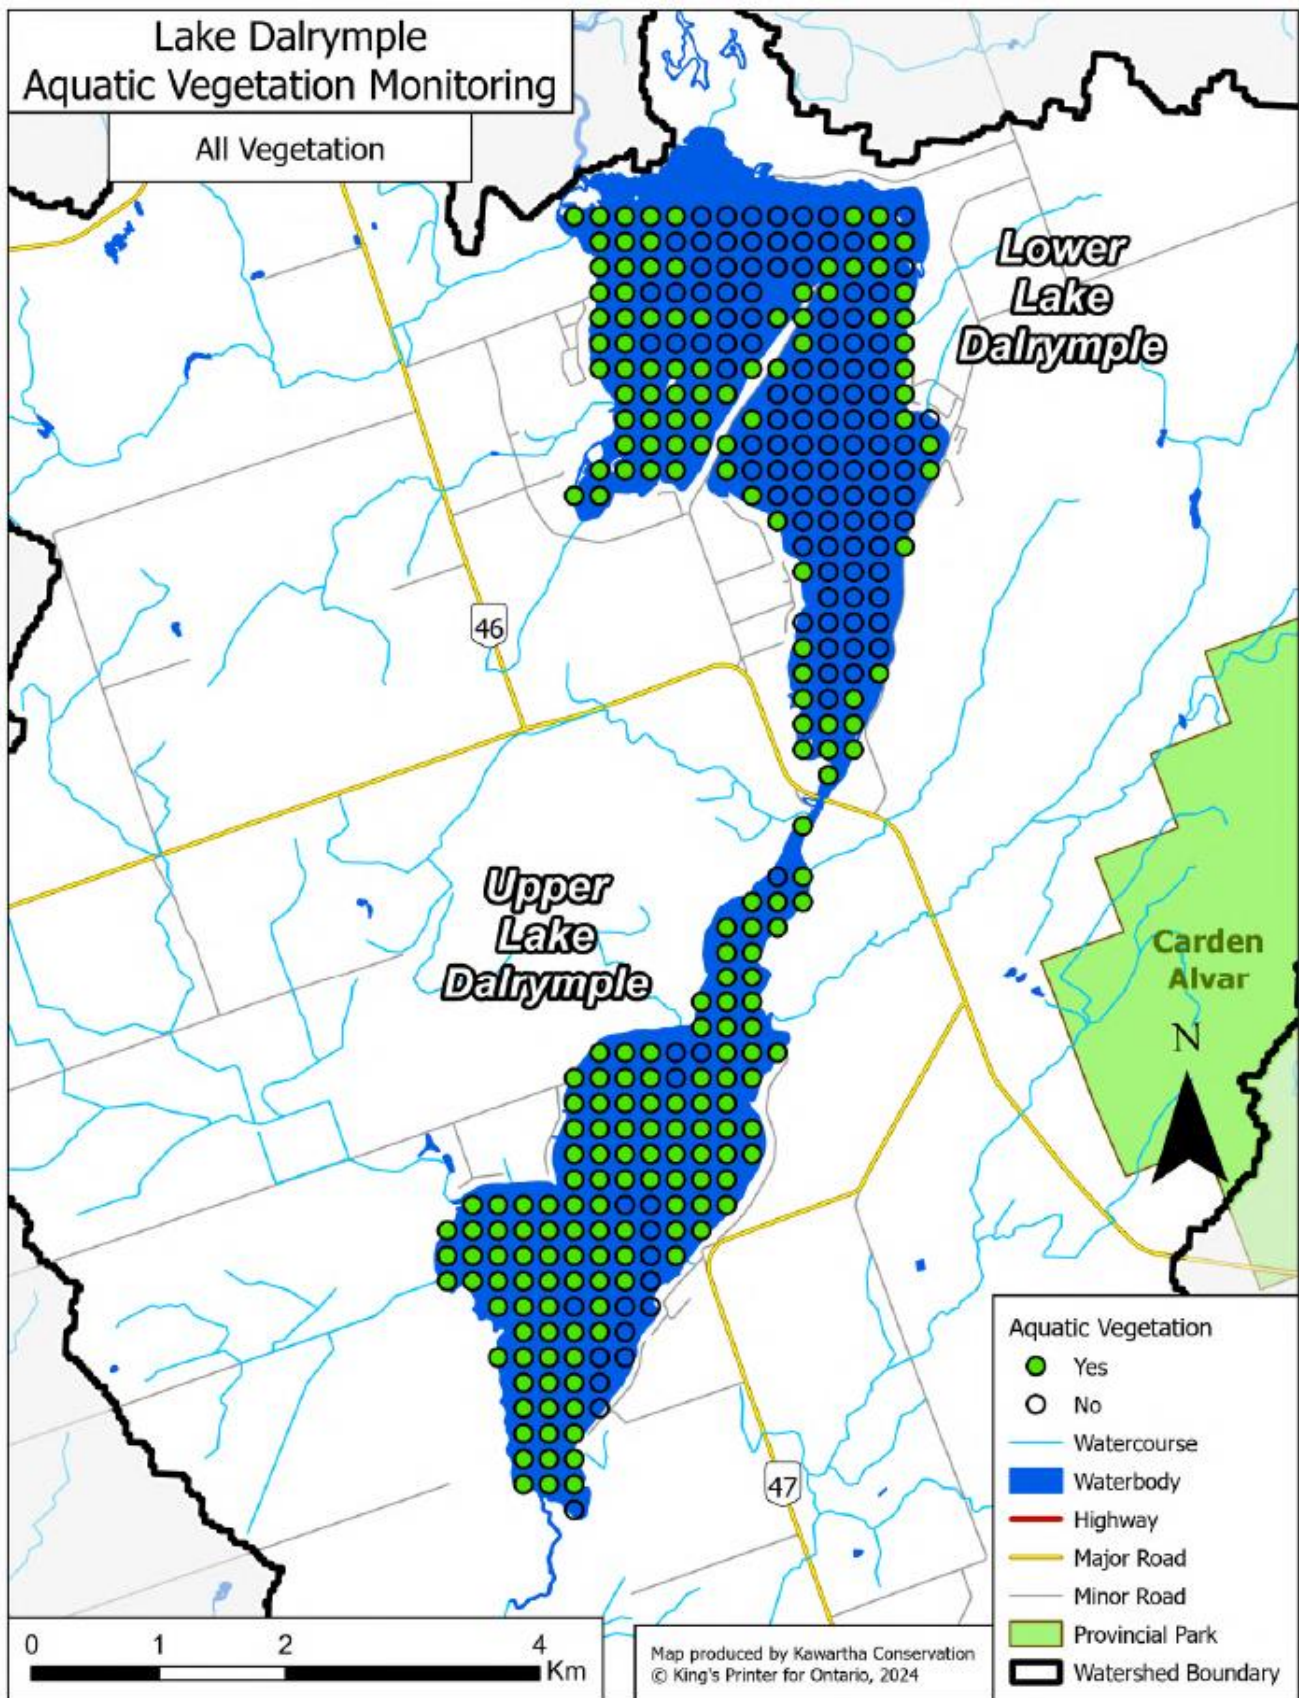 Lake Dalrymple
Aquatic Vegetation Monitoring
All Vegetation
Lower
Lake
Dalrymple
46
Upper
Lake
Dalrymple
Carden
Alvar
N
47
Aquatic Vegetation
Yes
No
Watercourse
Waterbody
Highway
Major Road
Minor Road
Provincial Park
Watershed Boundary
0 1 2 4
Km
Map produced by Kawartha Conservation
© King's Printer for Ontario, 2024